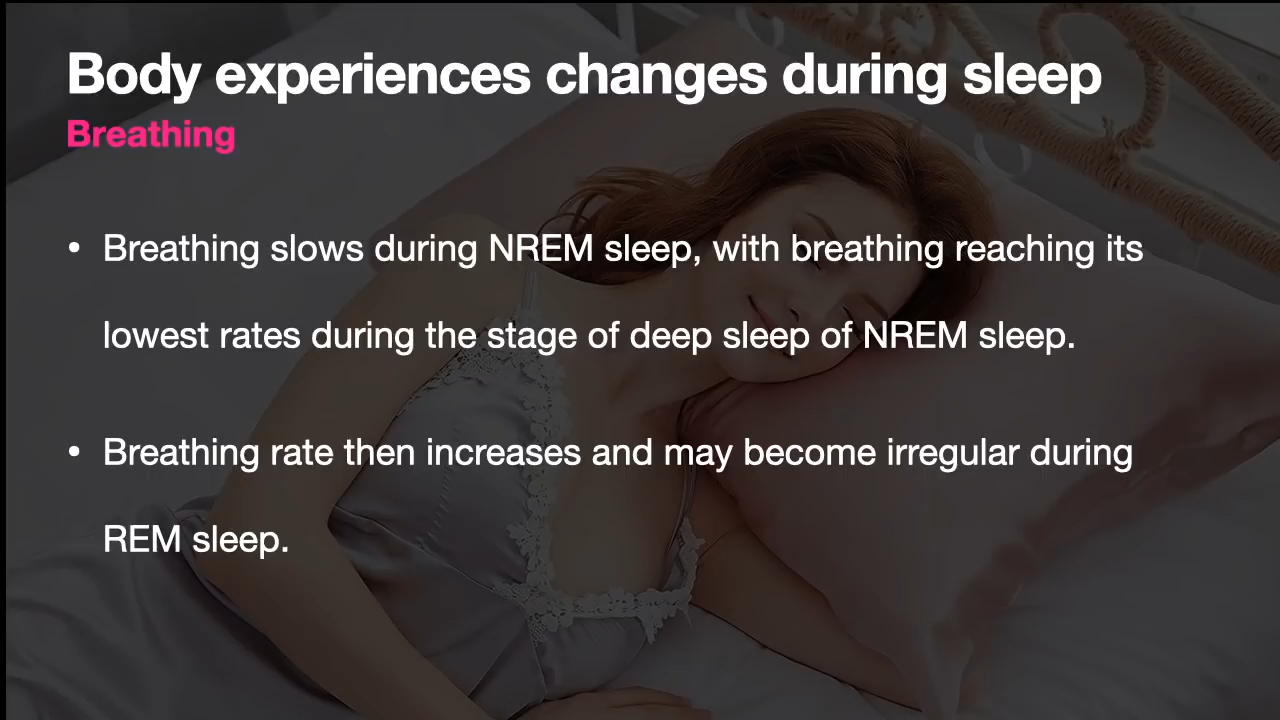 Body experiences changes during sleep
Breathing
• Breathing slows during NREM sleep, with breathing reaching its
lowest rates during the stage of deep sleep of NREM sleep.
• Breathing rate then increases and may become irregular during
REM sleep.